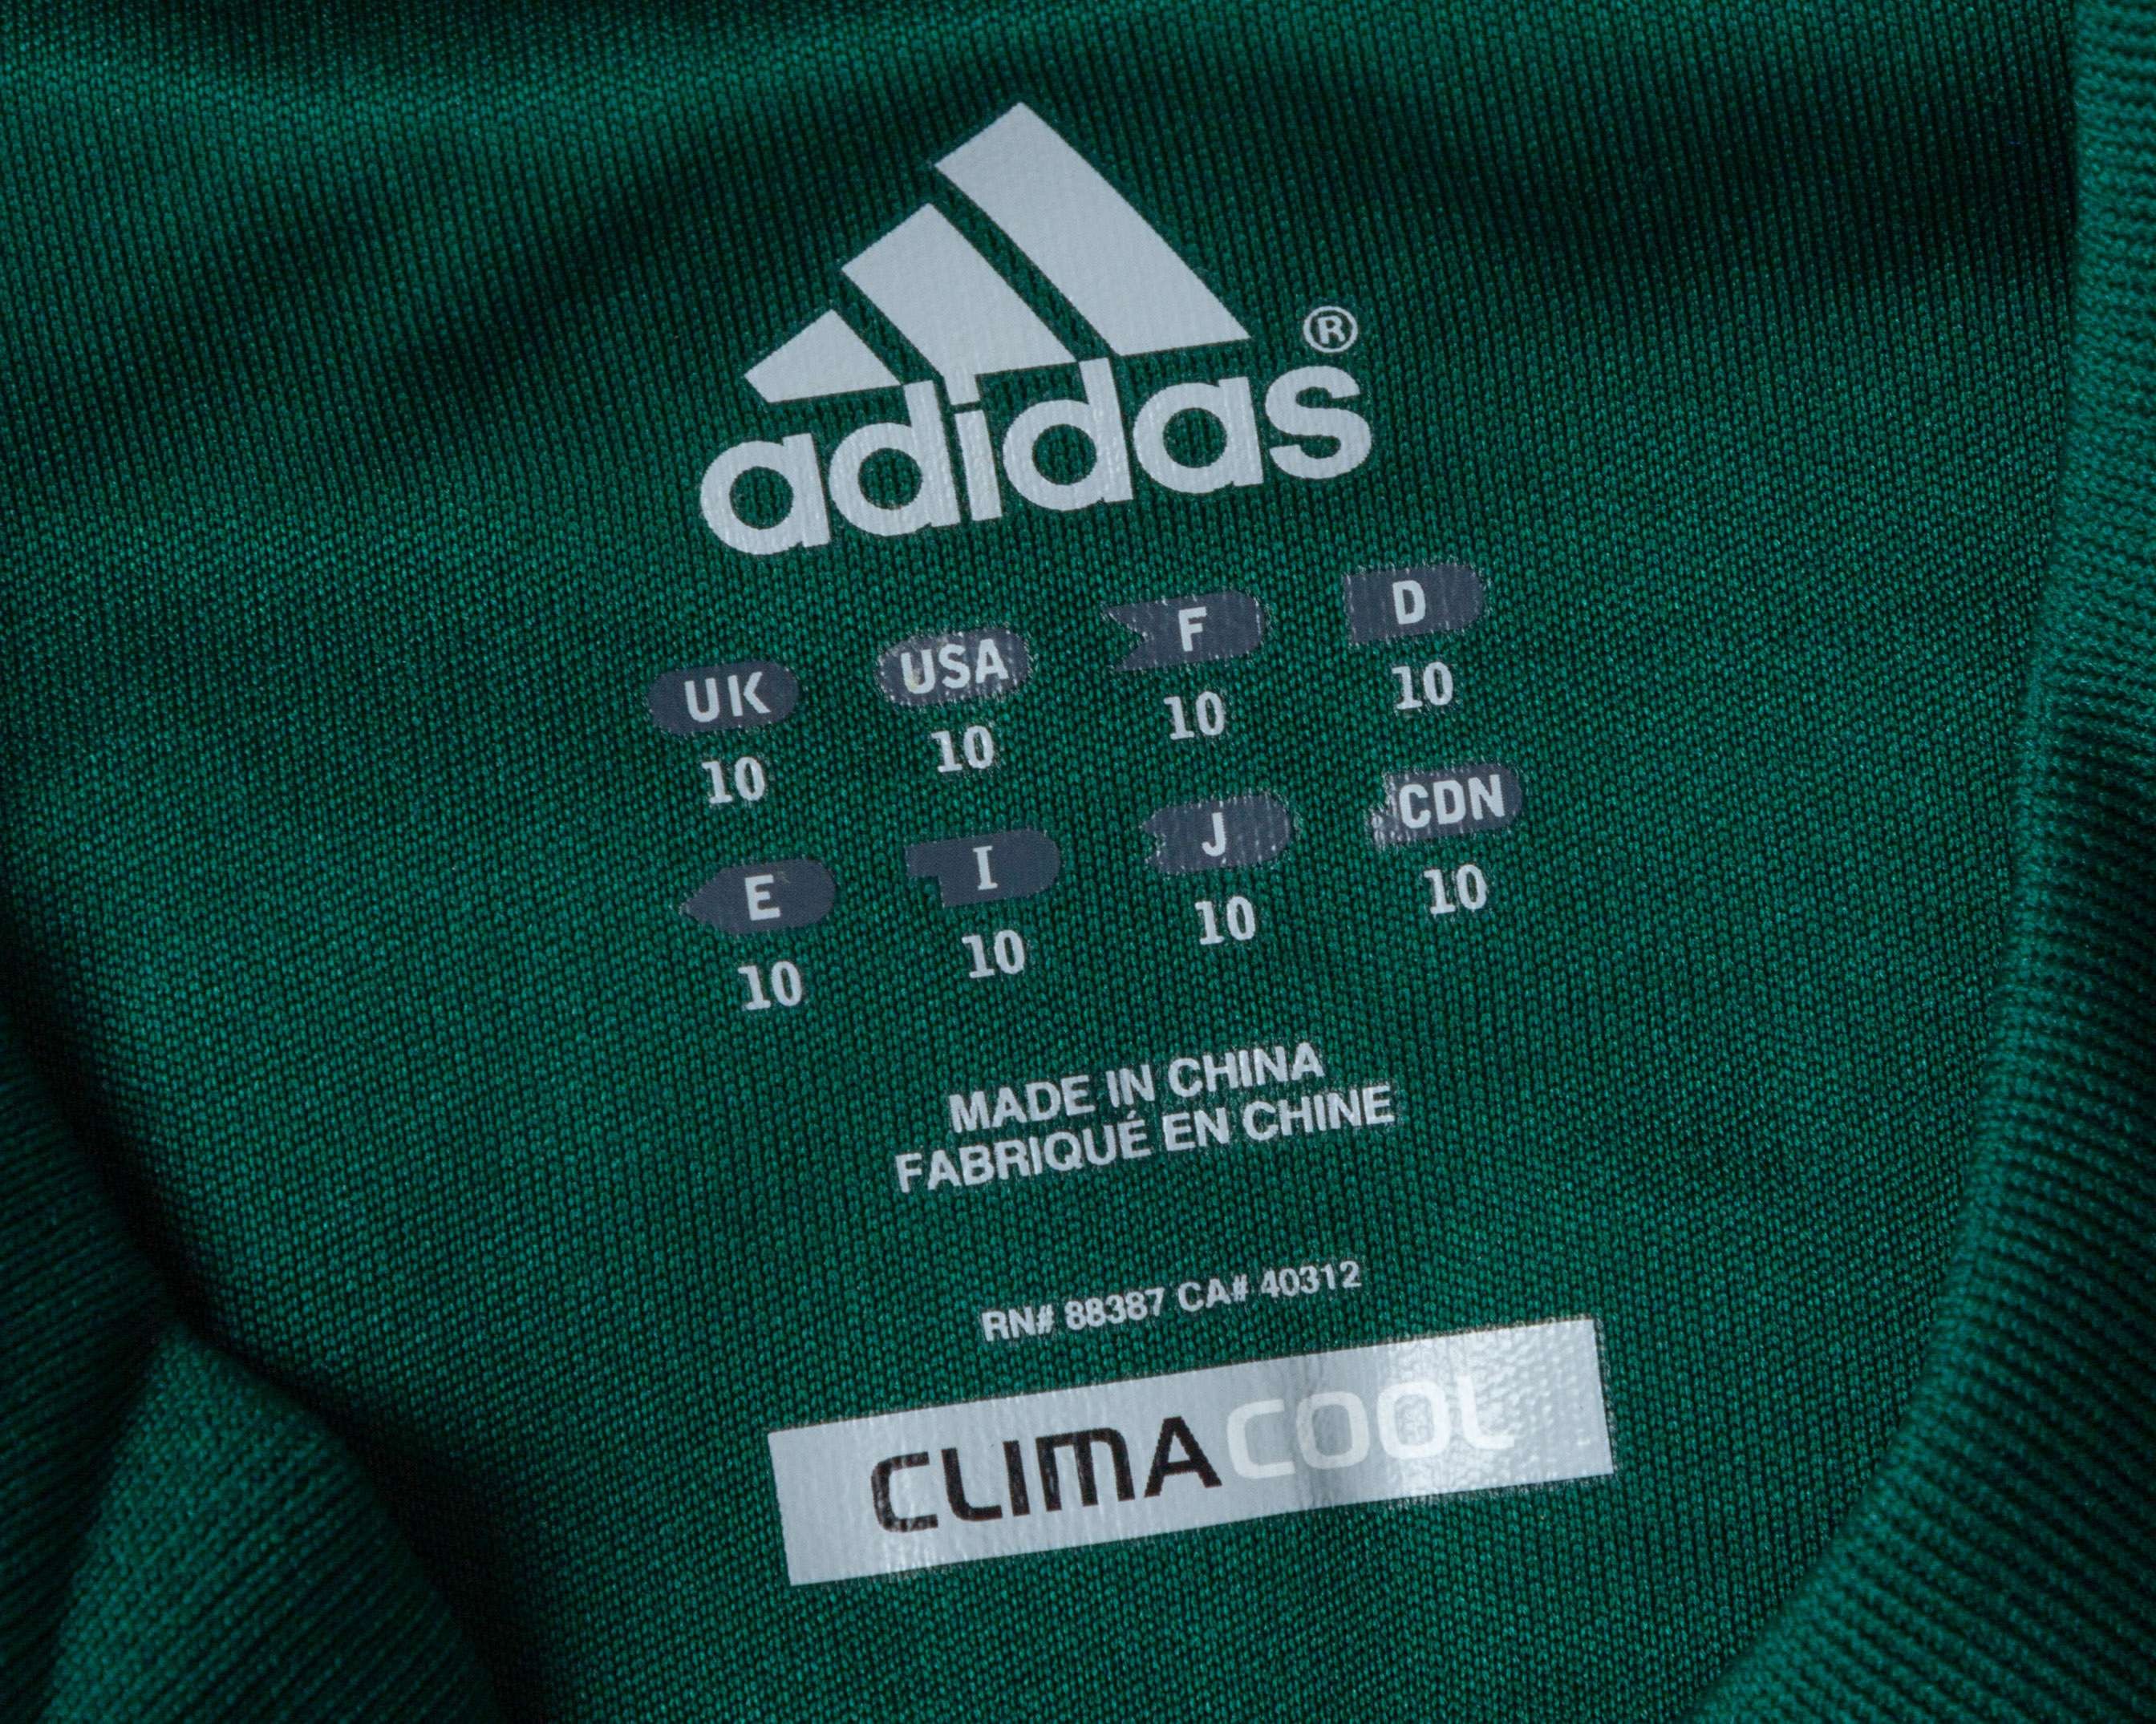 adidas®
UK USA F D
10 10 10 10
E I J CDN
10 10 10 10
MADE IN CHINA
FABRIQUÉ EN CHINE
RN# 88387 CA# 40312
CLIMACOOL